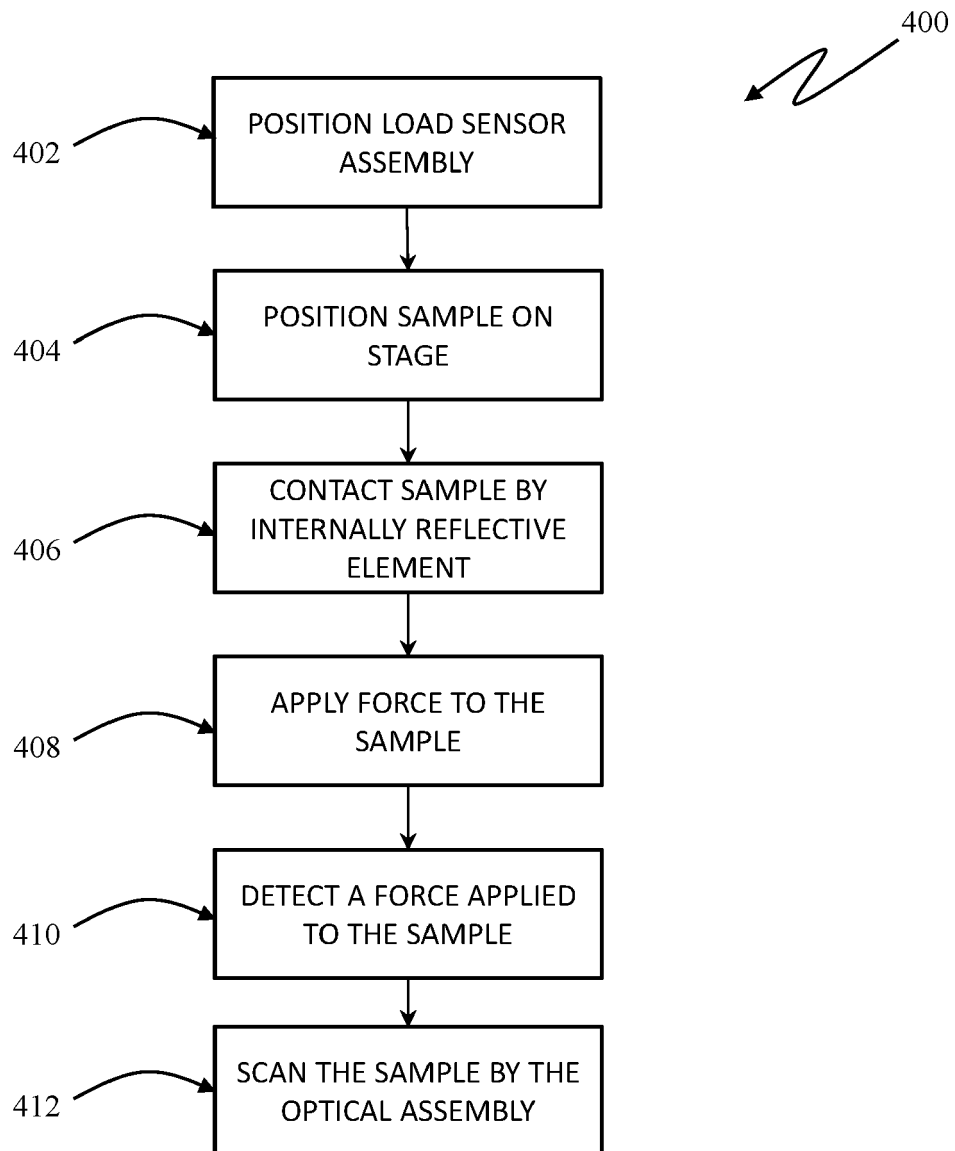 400
402
POSITION LOAD SENSOR
ASSEMBLY
404
POSITION SAMPLE ON
STAGE
406
CONTACT SAMPLE BY
INTERNALLY REFLECTIVE
ELEMENT
408
APPLY FORCE TO THE
SAMPLE
410
DETECT A FORCE APPLIED
TO THE SAMPLE
412
SCAN THE SAMPLE BY THE
OPTICAL ASSEMBLY